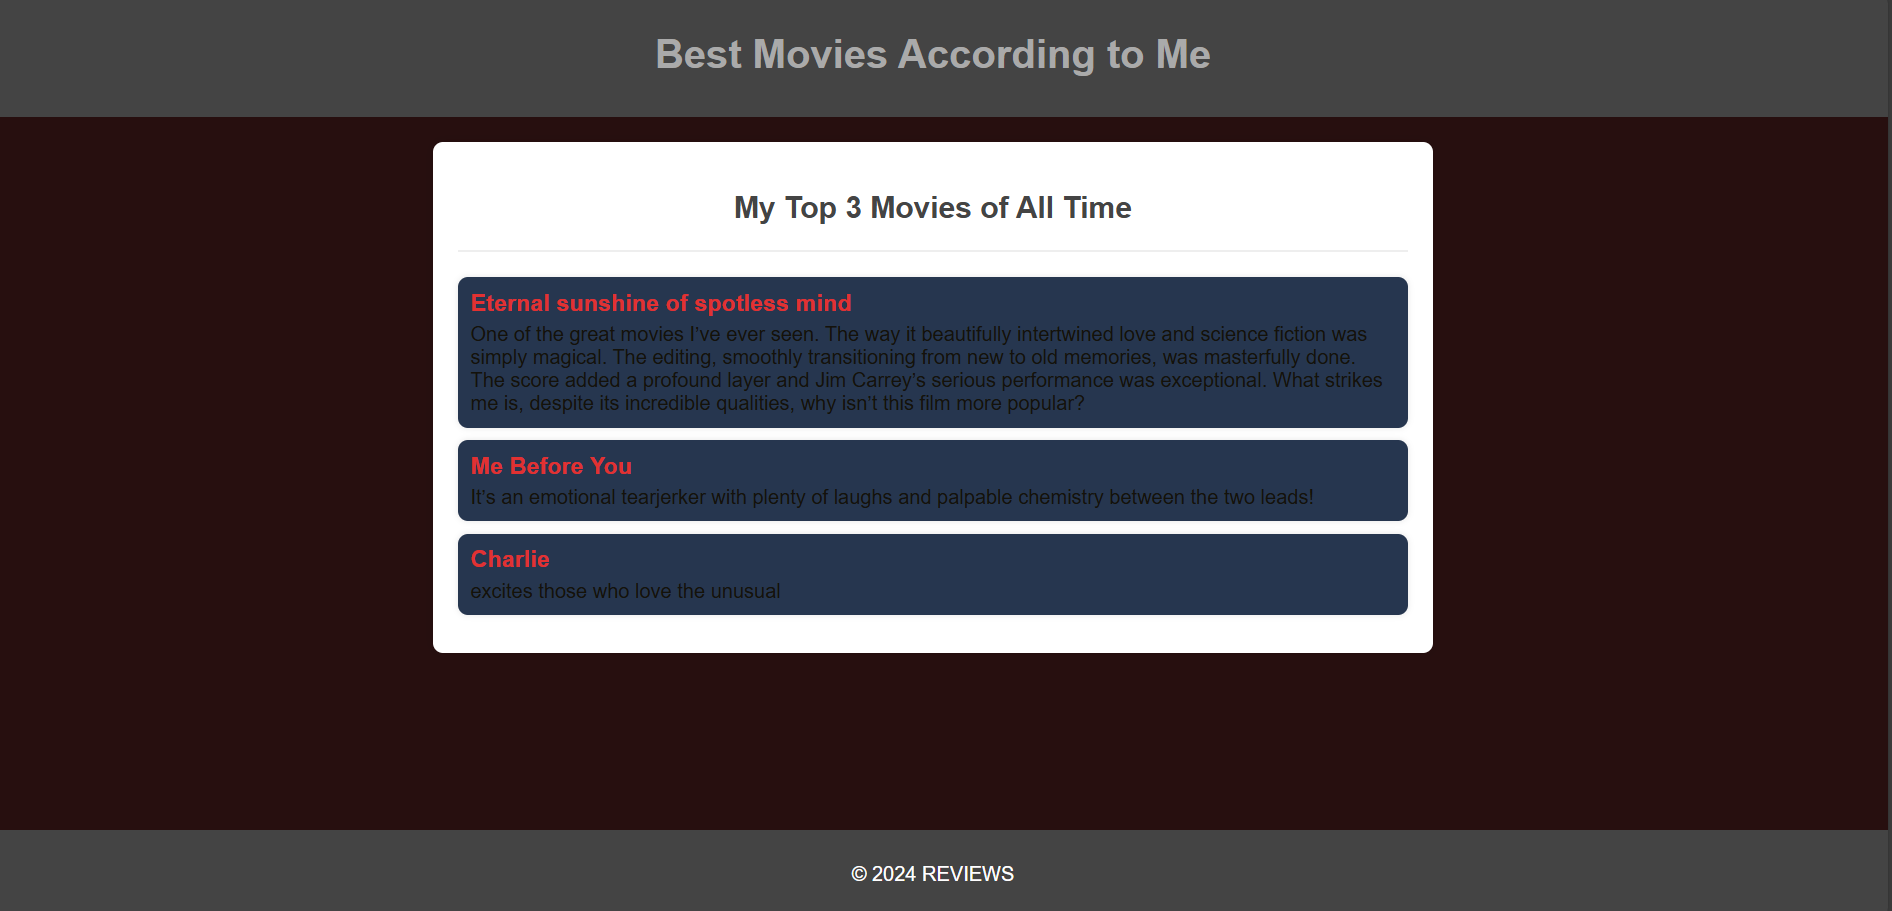 Best Movies According to Me
My Top 3 Movies of All Time
Eternal sunshine of spotless mind
One of the great movies I’ve ever seen. The way it beautifully intertwined love and science fiction was
simply magical. The editing, smoothly transitioning from new to old memories, was masterfully done.
The score added a profound layer and Jim Carrey’s serious performance was exceptional. What strikes
me is, despite its incredible qualities, why isn’t this film more popular?
Me Before You
It’s an emotional tearjerker with plenty of laughs and palpable chemistry between the two leads!
Charlie
excites those who love the unusual
© 2024 REVIEWS